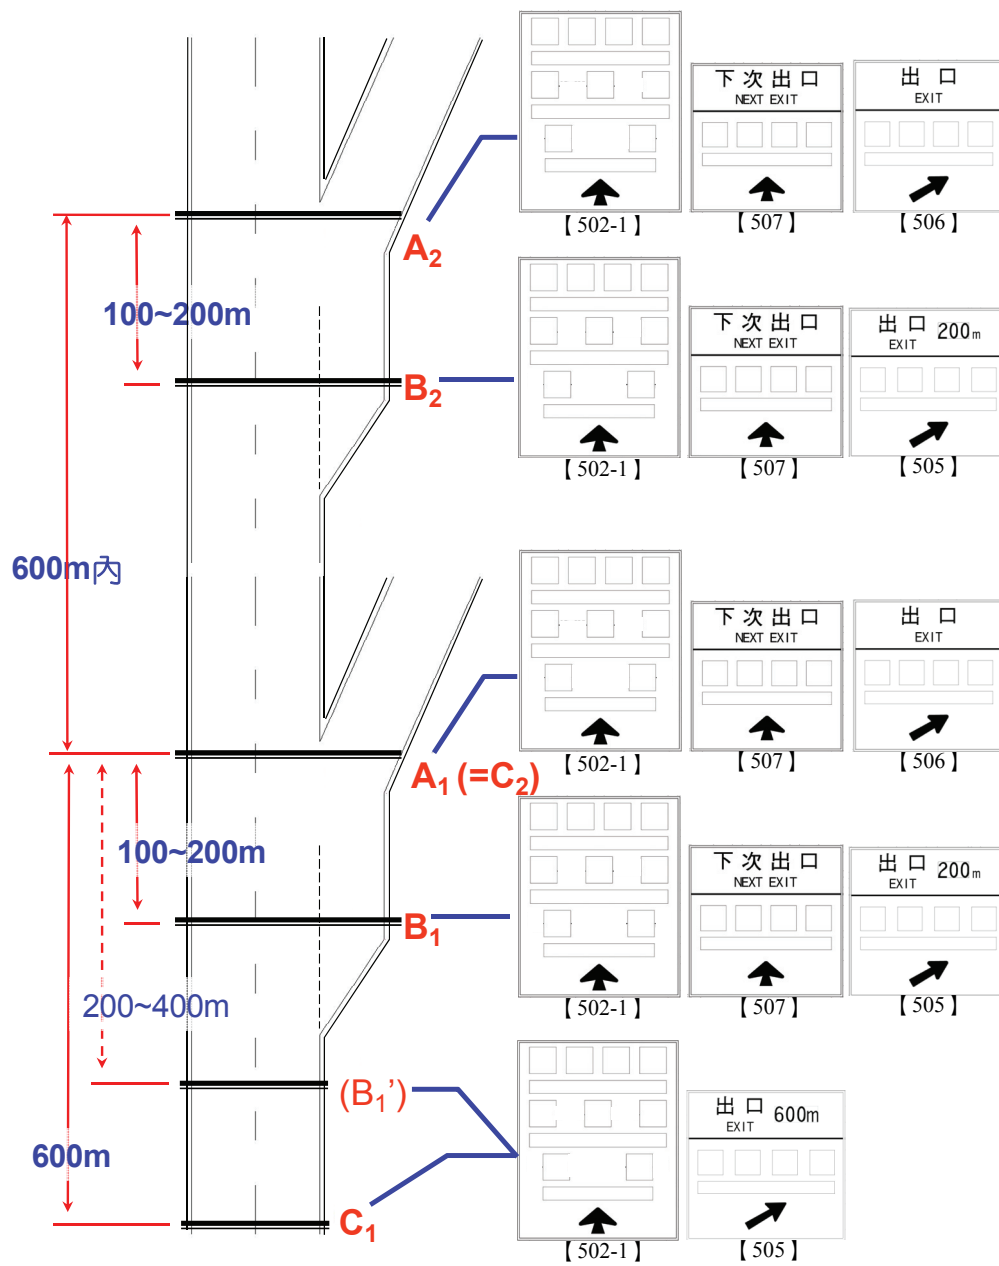 下次出口
NEXT EXIT
出口
EXIT
【502-1】
【507】
【506】
A2
100~200m
下次出口
NEXT EXIT
出口 200m
EXIT
B2
【502-1】
【507】
【505】
600m內
下次出口
NEXT EXIT
出口
EXIT
【502-1】
【507】
【506】
A1 (=C2)
100~200m
下次出口
NEXT EXIT
出口 200m
EXIT
B1
【502-1】
【507】
【505】
200~400m
(B1’)
出口 600m
EXIT
600m
C1
【502-1】
【505】